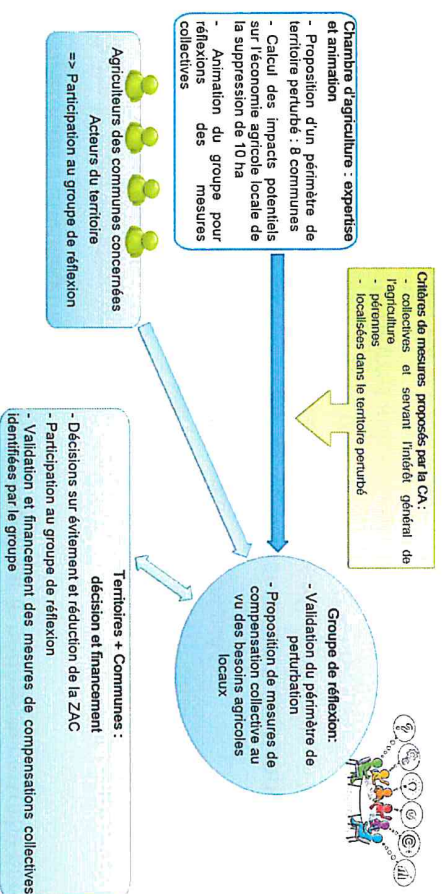 Critères de mesures proposés par la CA :
- collectives et servant l'intérêt général de
l'agriculture
- pérennes
- localisées dans le territoire perturbé
Chambre d'agriculture : expertise
et animation
- Proposition d'un périmètre de
territoire perturbé : 8 communes
- Calcul des impacts potentiels
sur l'économie agricole locale de
la suppression de 10 ha
- Animation du groupe pour
réflexions des mesures
collectives
Groupe de réflexion:
- Validation du périmètre de
perturbation
- Proposition de mesures de
compensation collective au
vu des besoins agricoles
locaux
Agriculteurs des communes concernées
Acteurs du territoire
=> Participation au groupe de réflexion
Territoires + Communes :
décision et financement
- Décisions sur évitement et réduction de la ZAC
- Participation au groupe de réflexion
- Validation et financement des mesures de compensations collectives
identifiées par le groupe